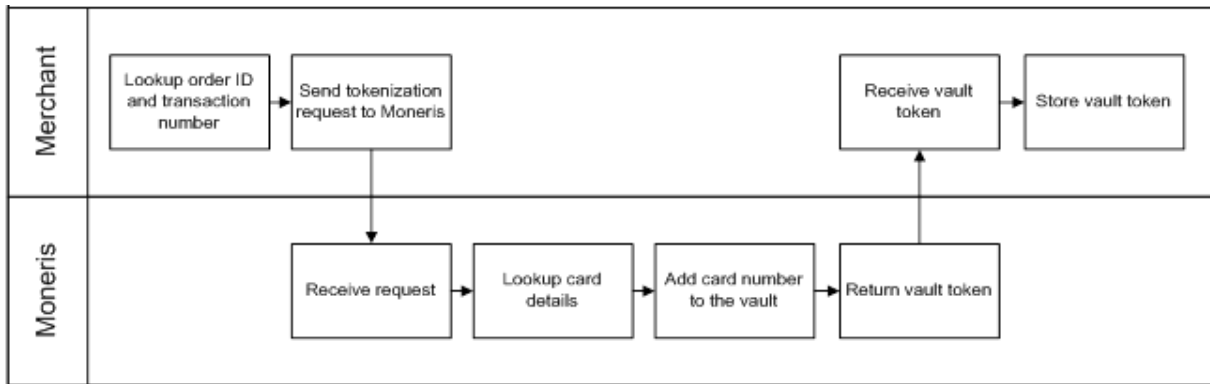 Merchant
Lookup order ID
and transaction
number
Send tokenization
request to Moneris
Receive vault
token
Store vault token
Moneris
Receive request
Lookup card
details
Add card number
to the vault
Return vault token